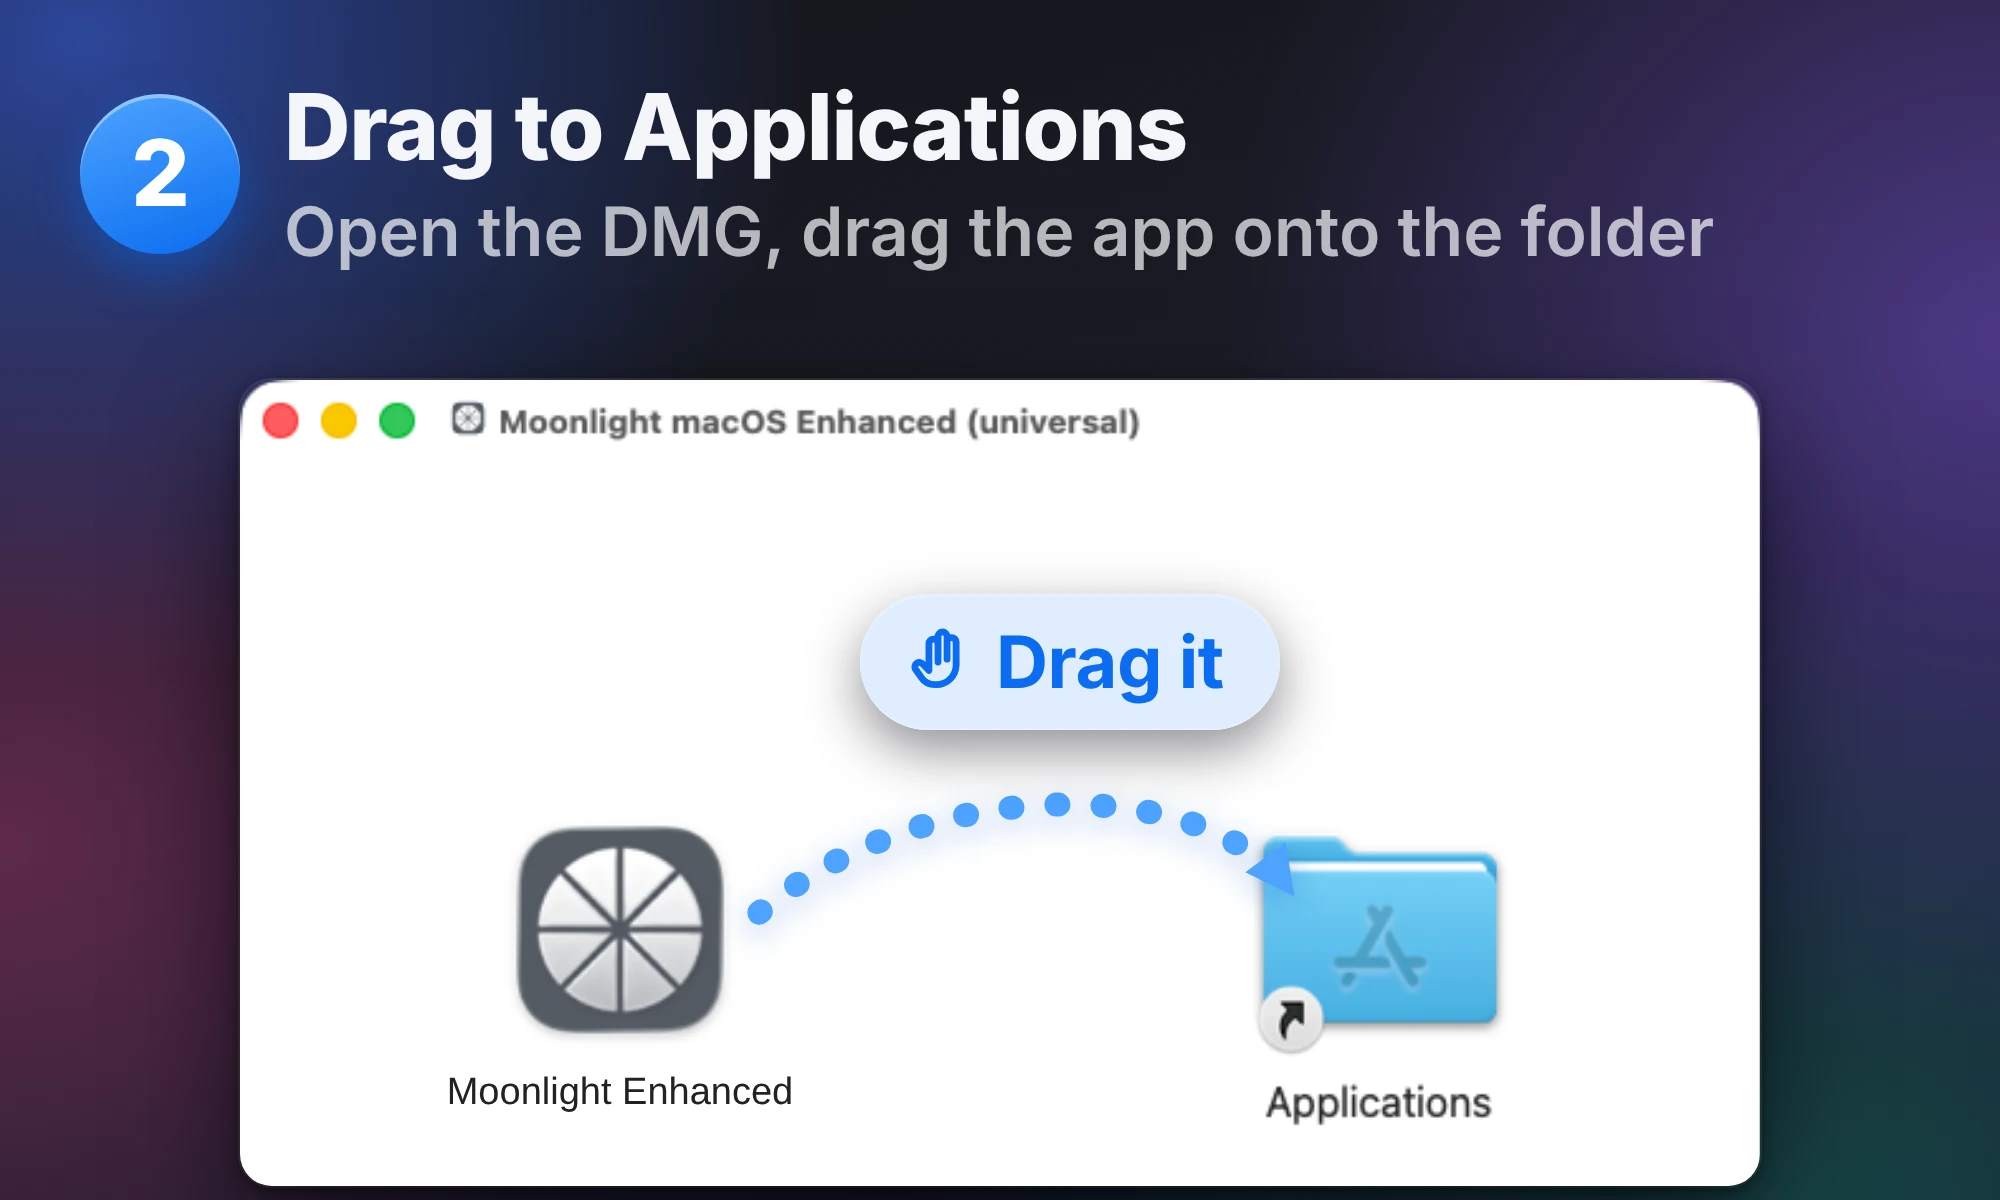 2
Drag to Applications
Open the DMG, drag the app onto the folder
Moonlight macOS Enhanced (universal)
Drag it
Moonlight Enhanced
Applications